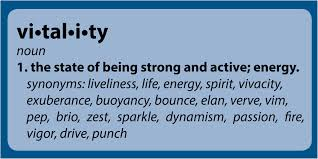 vi•tal•i•ty
noun
1. the state of being strong and active; energy.
synonyms: liveliness, life, energy, spirit, vivacity,
exuberance, buoyancy, bounce, elan, verve, vim,
pep, brio, zest, sparkle, dynamism, passion, fire,
vigor, drive, punch